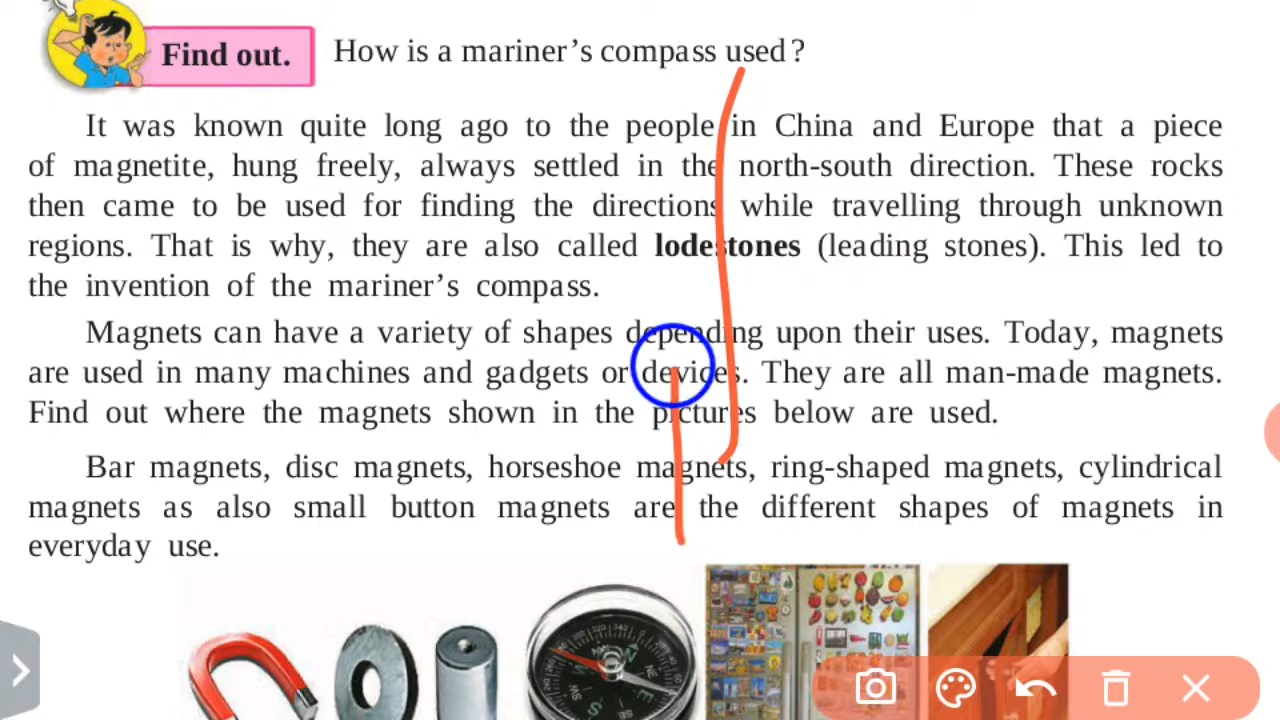 Find out. How is a mariner's compass used?
It was known quite long ago to the people in China and Europe that a piece
of magnetite, hung freely, always settled in the north-south direction. These rocks
then came to be used for finding the directions while travelling through unknown
regions. That is why, they are also called lodestones (leading stones). This led to
the invention of the mariner's compass.
Magnets can have a variety of shapes depending upon their uses. Today, magnets
are used in many machines and gadgets or devices. They are all man-made magnets.
Find out where the magnets shown in the pictures below are used.
Bar magnets, disc magnets, horseshoe magnets, ring-shaped magnets, cylindrical
magnets as also small button magnets are the different shapes of magnets in
everyday use.
N
NE
E
SE
S
SW